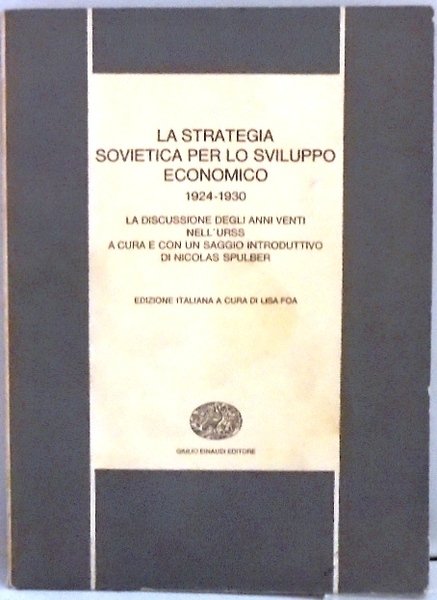 LA STRATEGIA
SOVIETICA PER LO SVILUPPO
ECONOMICO
1924-1930
LA DISCUSSIONE DEGLI ANNI VENTI
NELL'URSS
A CURA E CON UN SAGGIO INTRODUTTIVO
DI NICOLAS SPULBER
EDIZIONE ITALIANA A CURA DI LISA FOA
GIULIO EINAUDI EDITORE